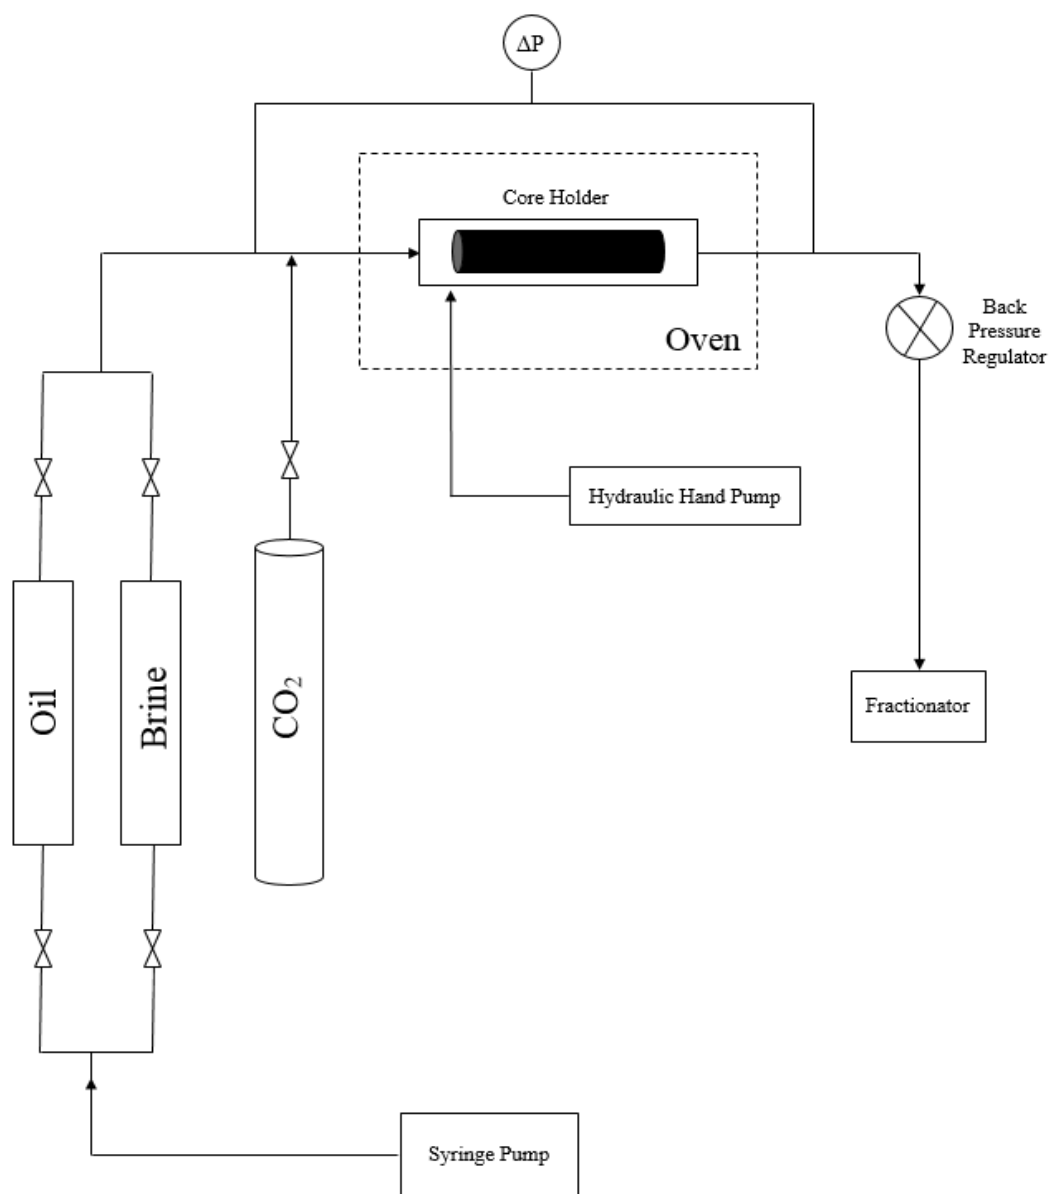 ΔP
Core Holder
Oven
Back
Pressure
Regulator
Hydraulic Hand Pump
Oil
Brine
CO₂
Fractionator
Syringe Pump